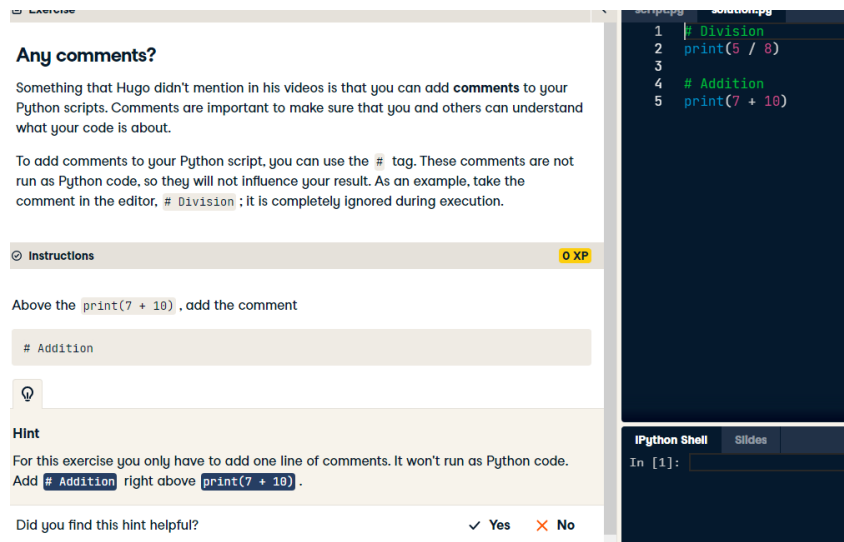 Exercise
script.py solution.py
Any comments?
Something that Hugo didn't mention in his videos is that you can add comments to your
Python scripts. Comments are important to make sure that you and others can understand
what your code is about.
To add comments to your Python script, you can use the # tag. These comments are not
run as Python code, so they will not influence your result. As an example, take the
comment in the editor, # Division ; it is completely ignored during execution.
Instructions
0 XP
Above the print(7 + 10) , add the comment
# Addition
Hint
For this exercise you only have to add one line of comments. It won't run as Python code.
Add # Addition right above print(7 + 10) .
Did you find this hint helpful?
Yes
No
1 # Division
2 print(5 / 8)
3
4 # Addition
5 print(7 + 10)
IPython Shell Slides
In [1]: